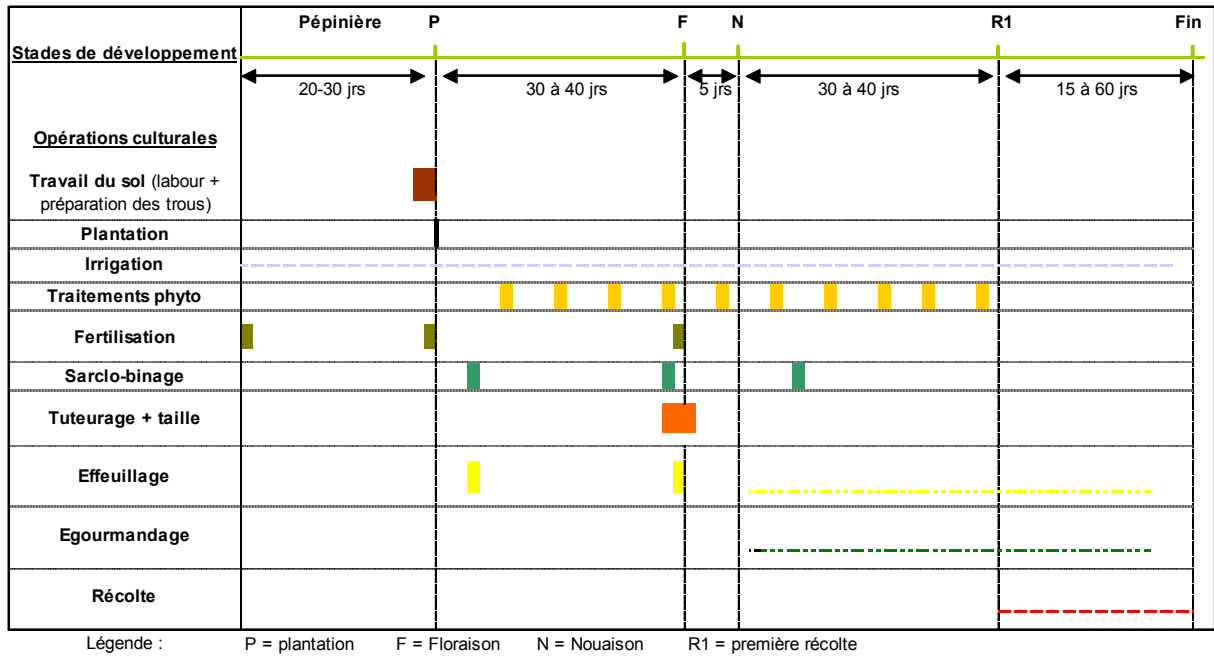 Pépinière P F N R1 Fin
Stades de développement
20-30 jrs 30 à 40 jrs 5 jrs 30 à 40 jrs 15 à 60 jrs
Opérations culturales
Travail du sol (labour +
préparation des trous)
Plantation
Irrigation
Traitements phyto
Fertilisation
Sarclo-binage
Tuteurage + taille
Effeuillage
Egourmandage
Récolte
Légende : P = plantation F = Floraison N = Nouaison R1 = première récolte